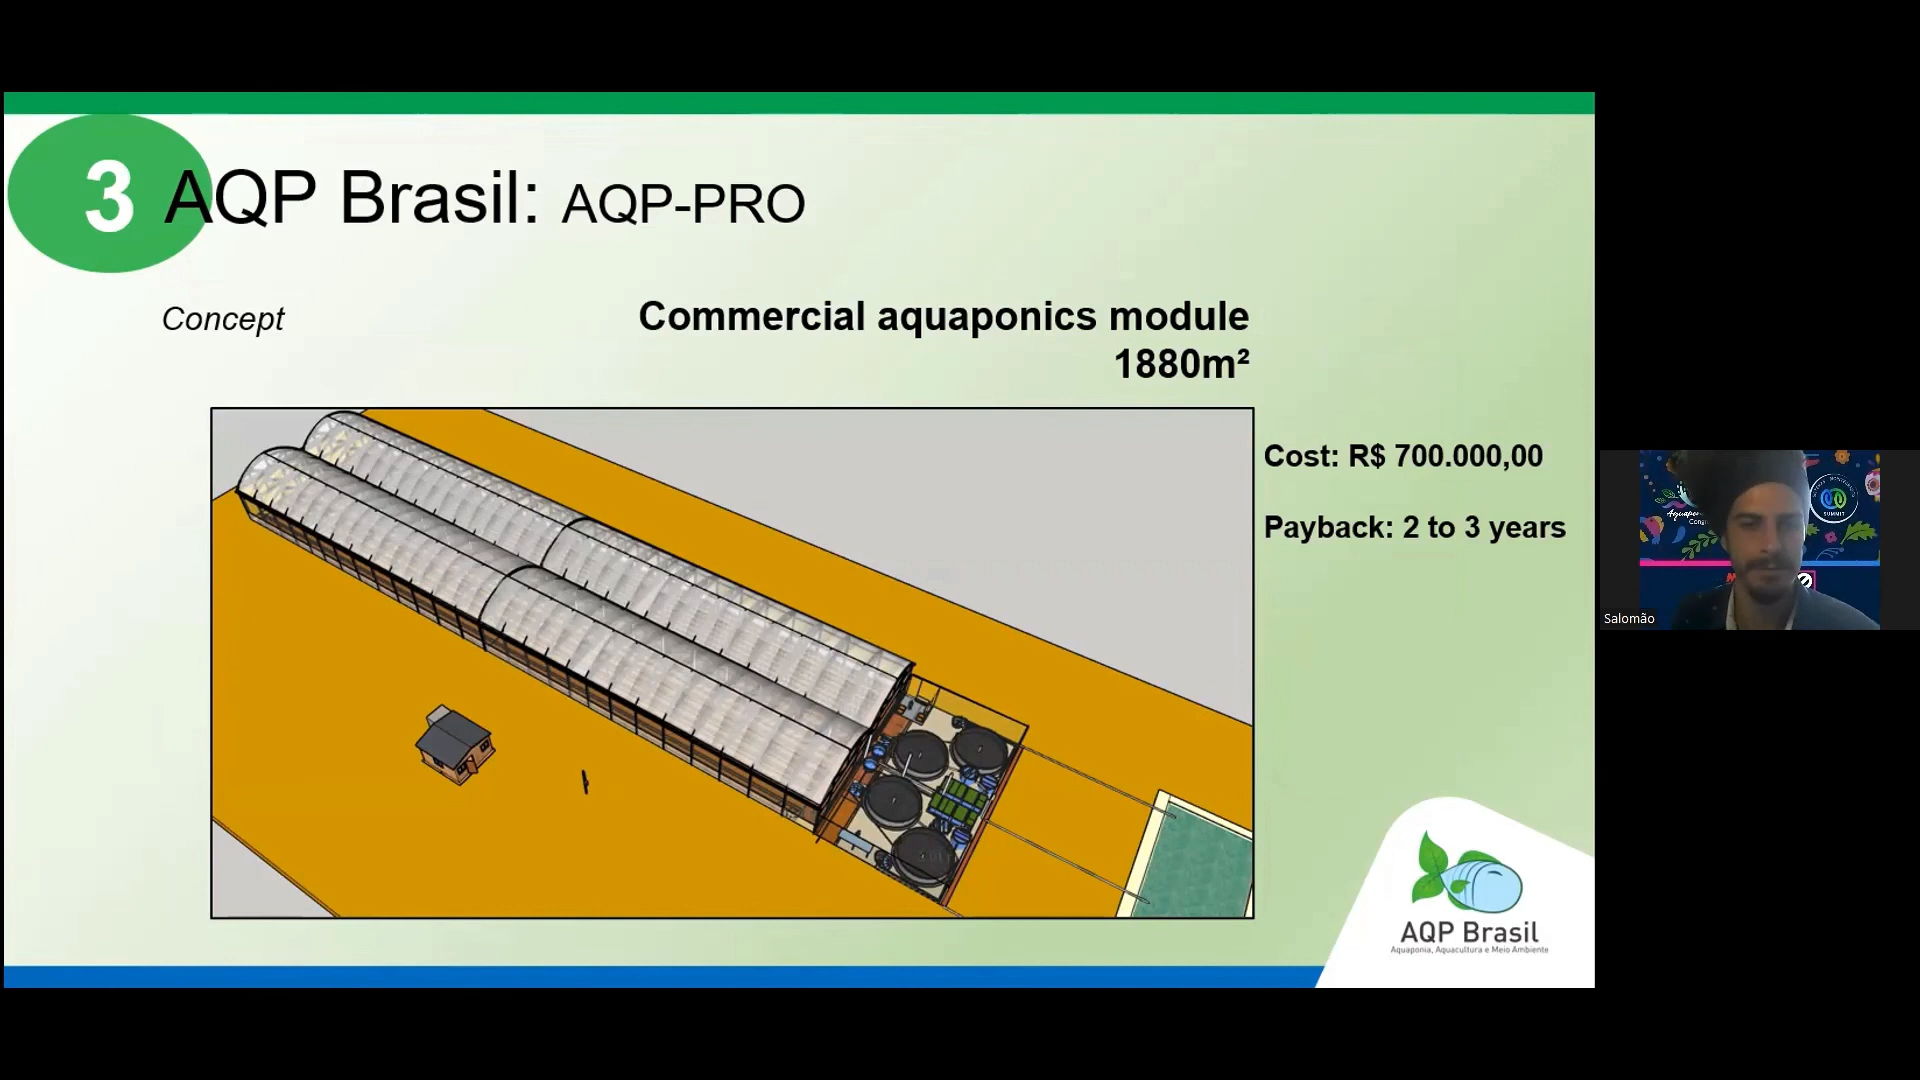 3 AQP Brasil: AQP-PRO
Concept
Commercial aquaponics module
1880m²
Cost: R$ 700.000,00
Payback: 2 to 3 years
AQP Brasil
Aquaponia, Aquacultura e Meio Ambiente
SUMMIT
Salomão